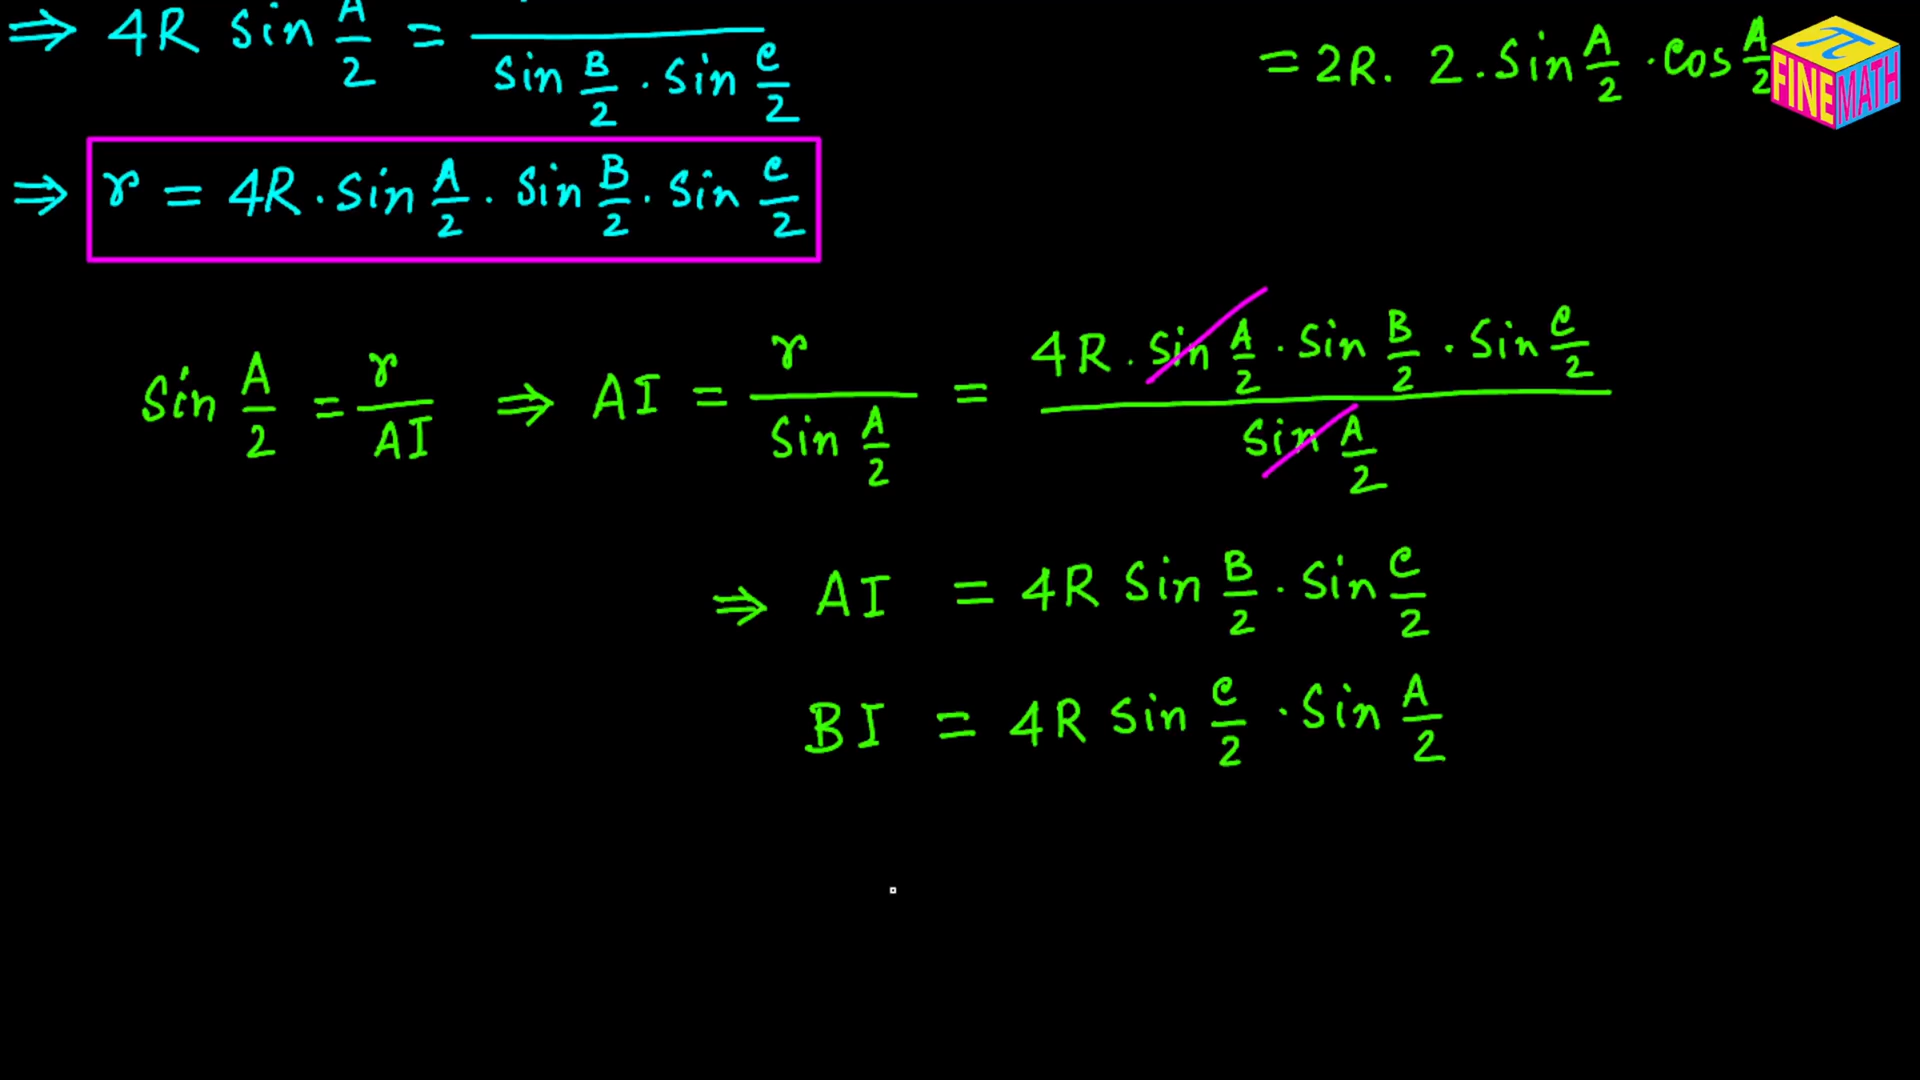 ⇒ 4R sin A/2 = ‾‾‾ / (sin B/2 · sin C/2)
= 2R. 2 . sin A/2 · cos A/2
π FINE MATH
⇒ r = 4R · sin A/2 · sin B/2 · sin C/2
sin A/2 = r/AI ⇒ AI = r / (sin A/2) = (4R · sin A/2 · sin B/2 · sin C/2) / (sin A/2)
⇒ AI = 4R sin B/2 · sin C/2
BI = 4R sin C/2 · sin A/2